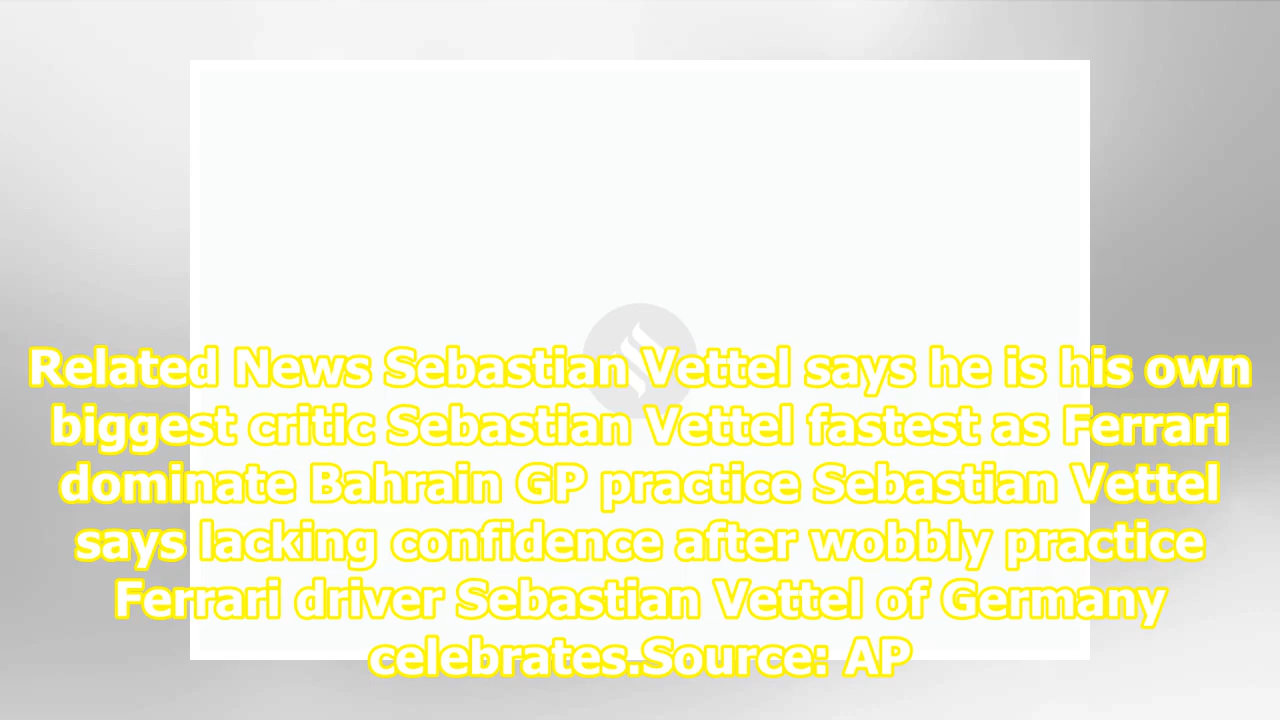 Related News Sebastian Vettel says he is his own
biggest critic Sebastian Vettel fastest as Ferrari
dominate Bahrain GP practice Sebastian Vettel
says lacking confidence after wobbly practice
Ferrari driver Sebastian Vettel of Germany
celebrates.Source: AP